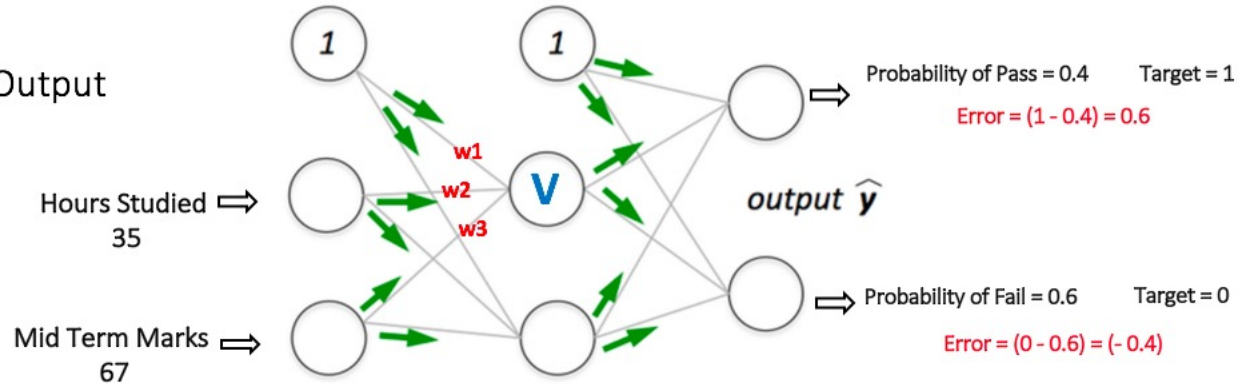 Output
1
1
Probability of Pass = 0.4 Target = 1
Error = (1 - 0.4) = 0.6
w1
w2
w3
V
Hours Studied
35
output ŷ
Mid Term Marks
67
Probability of Fail = 0.6 Target = 0
Error = (0 - 0.6) = (- 0.4)